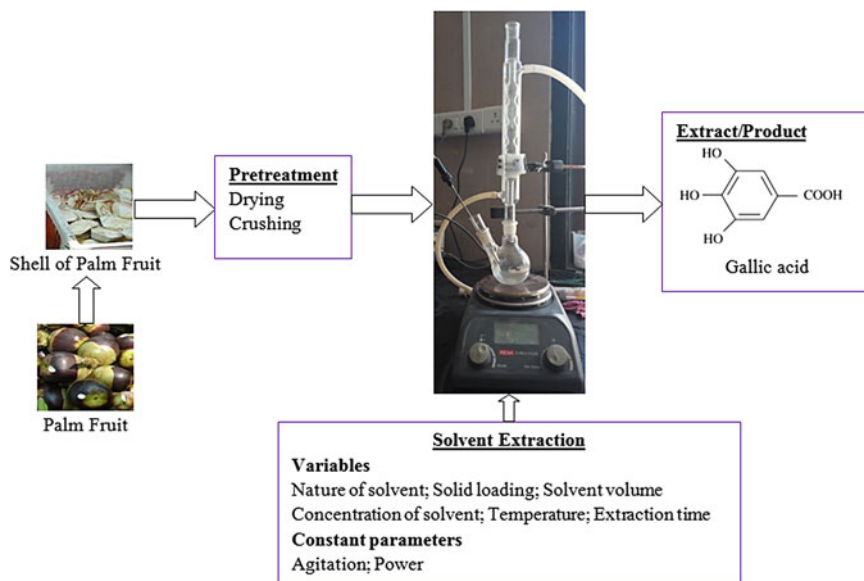 Palm Fruit
Shell of Palm Fruit
Pretreatment
Drying
Crushing
Solvent Extraction
Variables
Nature of solvent; Solid loading; Solvent volume
Concentration of solvent; Temperature; Extraction time
Constant parameters
Agitation; Power
Extract/Product
HO
HO
COOH
HO
Gallic acid